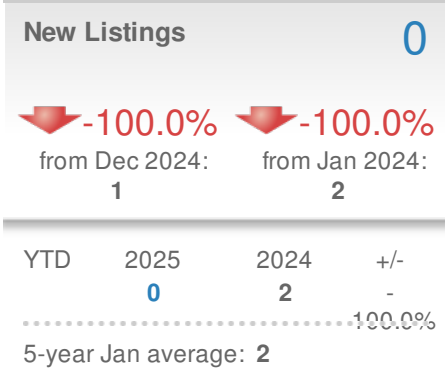 New Listings 0
-100.0% -100.0%
from Dec 2024: from Jan 2024:
1 2
YTD 2025 2024 +/-
0 2 -
100.0%
5-year Jan average: 2